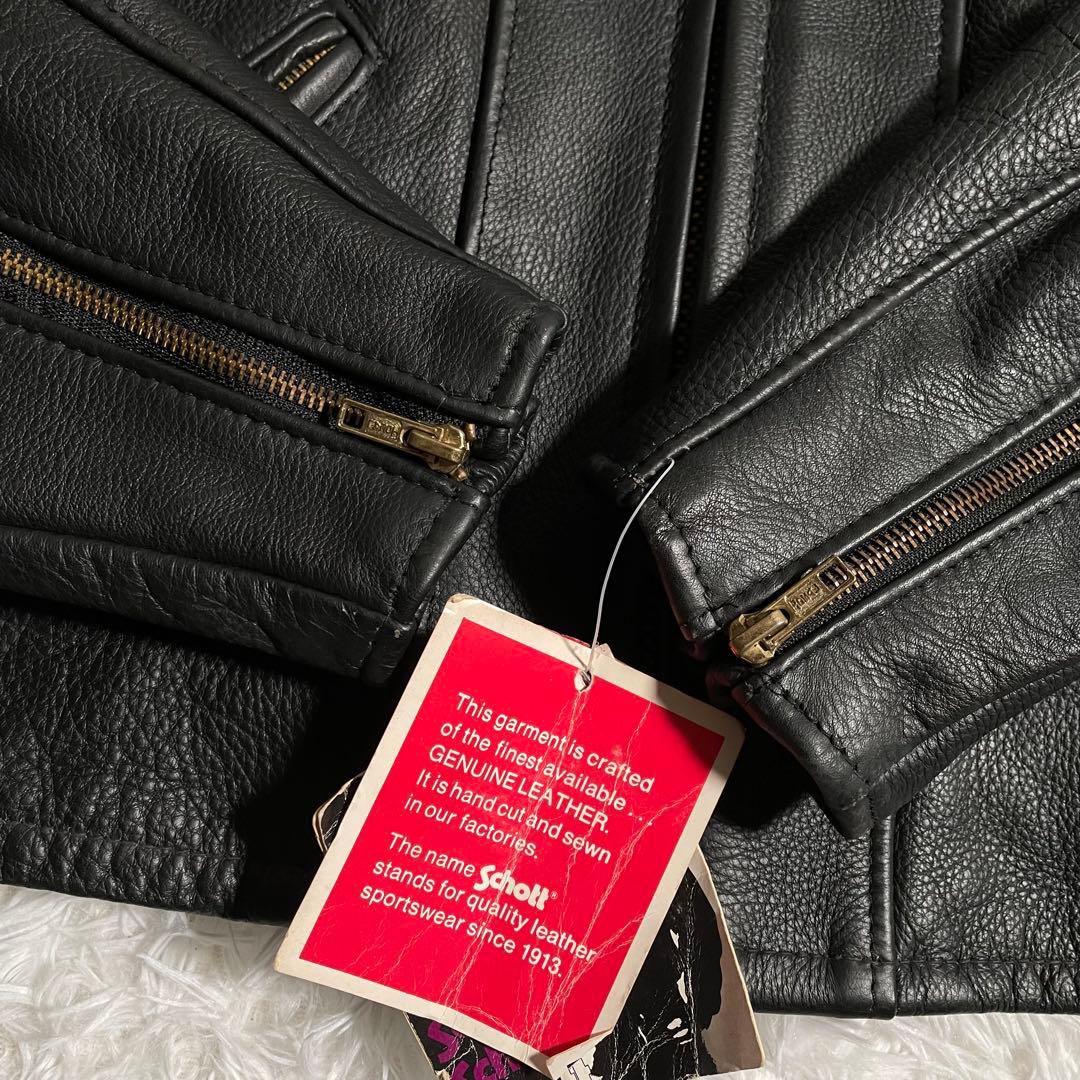 This garment is crafted
of the finest available
GENUINE LEATHER.
It is hand cut and sewn
in our factories.
The name Schott®
stands for quality leather
sportswear since 1913.